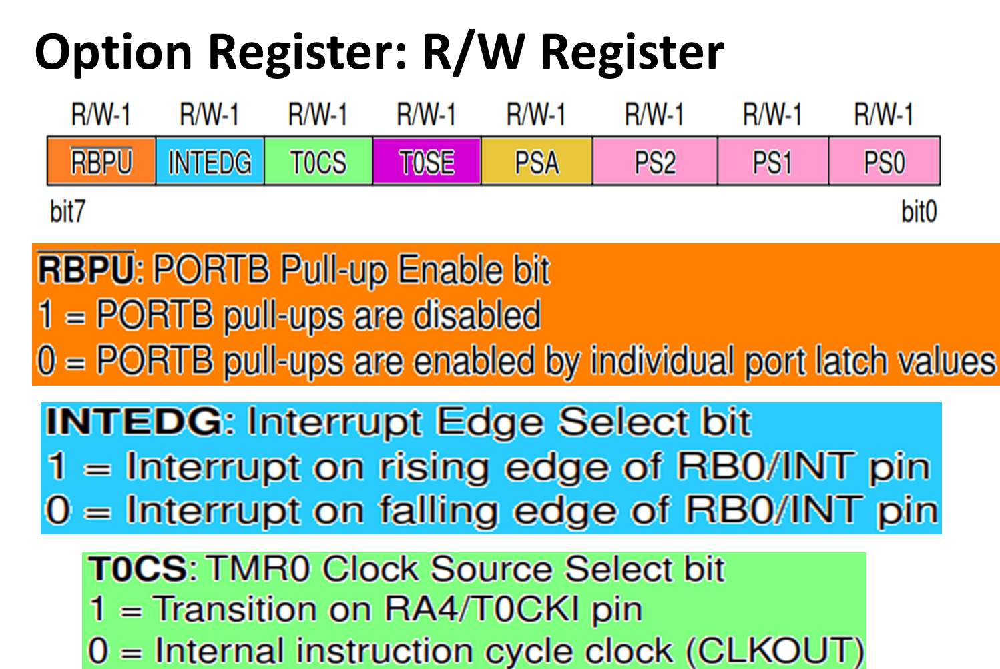 Option Register: R/W Register
R/W-1 R/W-1 R/W-1 R/W-1 R/W-1 R/W-1 R/W-1 R/W-1
RBPU INTEDG T0CS T0SE PSA PS2 PS1 PS0
bit7 bit0
RBPU: PORTB Pull-up Enable bit
1 = PORTB pull-ups are disabled
0 = PORTB pull-ups are enabled by individual port latch values
INTEDG: Interrupt Edge Select bit
1 = Interrupt on rising edge of RB0/INT pin
0 = Interrupt on falling edge of RB0/INT pin
T0CS: TMR0 Clock Source Select bit
1 = Transition on RA4/T0CKI pin
0 = Internal instruction cycle clock (CLKOUT)